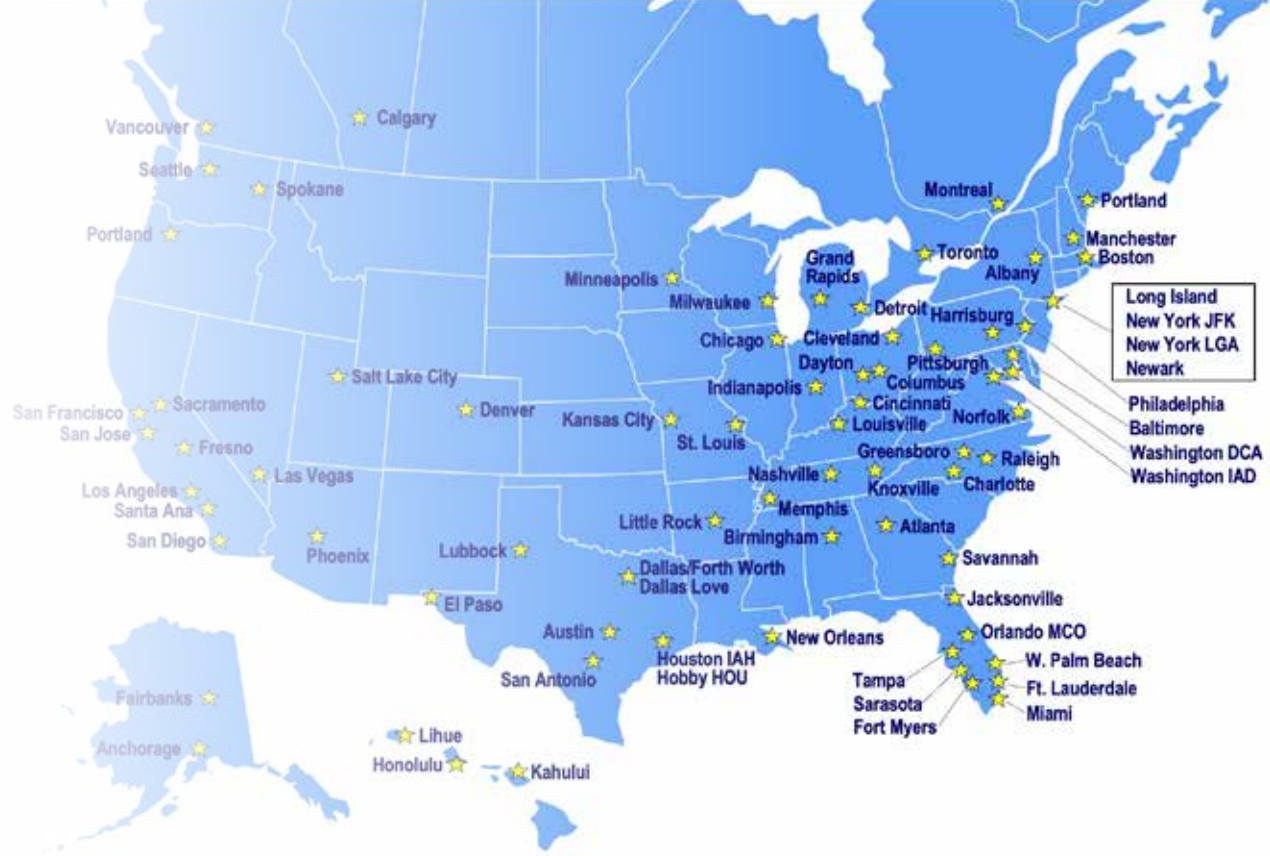 Calgary
Vancouver
Seattle
Spokane
Portland
Montreal
Portland
Manchester
Boston
Toronto
Albany
Grand
Rapids
Minneapolis
Milwaukee
Detroit
Harrisburg
Long Island
New York JFK
New York LGA
Newark
Chicago
Cleveland
Dayton
Pittsburgh
Columbus
Indianapolis
Salt Lake City
Denver
Kansas City
St. Louis
Cincinnati
Louisville
Norfolk
Philadelphia
Baltimore
Washington DCA
Washington IAD
San Francisco
Sacramento
San Jose
Fresno
Las Vegas
Greensboro
Raleigh
Nashville
Knoxville
Charlotte
Los Angeles
Santa Ana
San Diego
Phoenix
Lubbock
Little Rock
Memphis
Birmingham
Atlanta
Dallas/Forth Worth
Dallas Love
Savannah
El Paso
Jacksonville
Austin
Houston IAH
Hobby HOU
New Orleans
Orlando MCO
San Antonio
W. Palm Beach
Tampa
Sarasota
Fort Myers
Ft. Lauderdale
Miami
Fairbanks
Anchorage
Lihue
Honolulu
Kahului